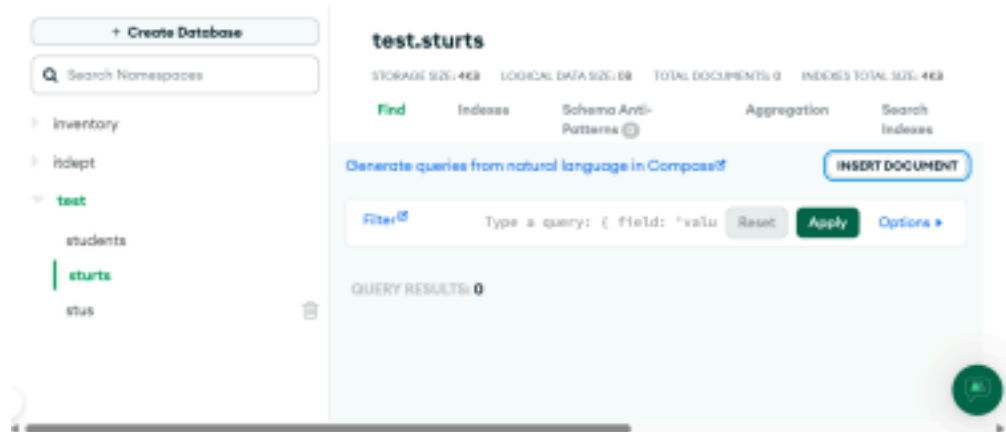 + Create Database
Search Namespaces
inventory
itdept
test
students
sturts
stus
test.sturts
STORAGE SIZE: 4KB LOGICAL DATA SIZE: 0B TOTAL DOCUMENTS: 0 INDEXES TOTAL SIZE: 4KB
Find Indexes Schema Anti-Patterns Aggregation Search Indexes
Generate queries from natural language in Compass
INSERT DOCUMENT
Filter Type a query: { field: 'valu Reset Apply Options
QUERY RESULTS: 0